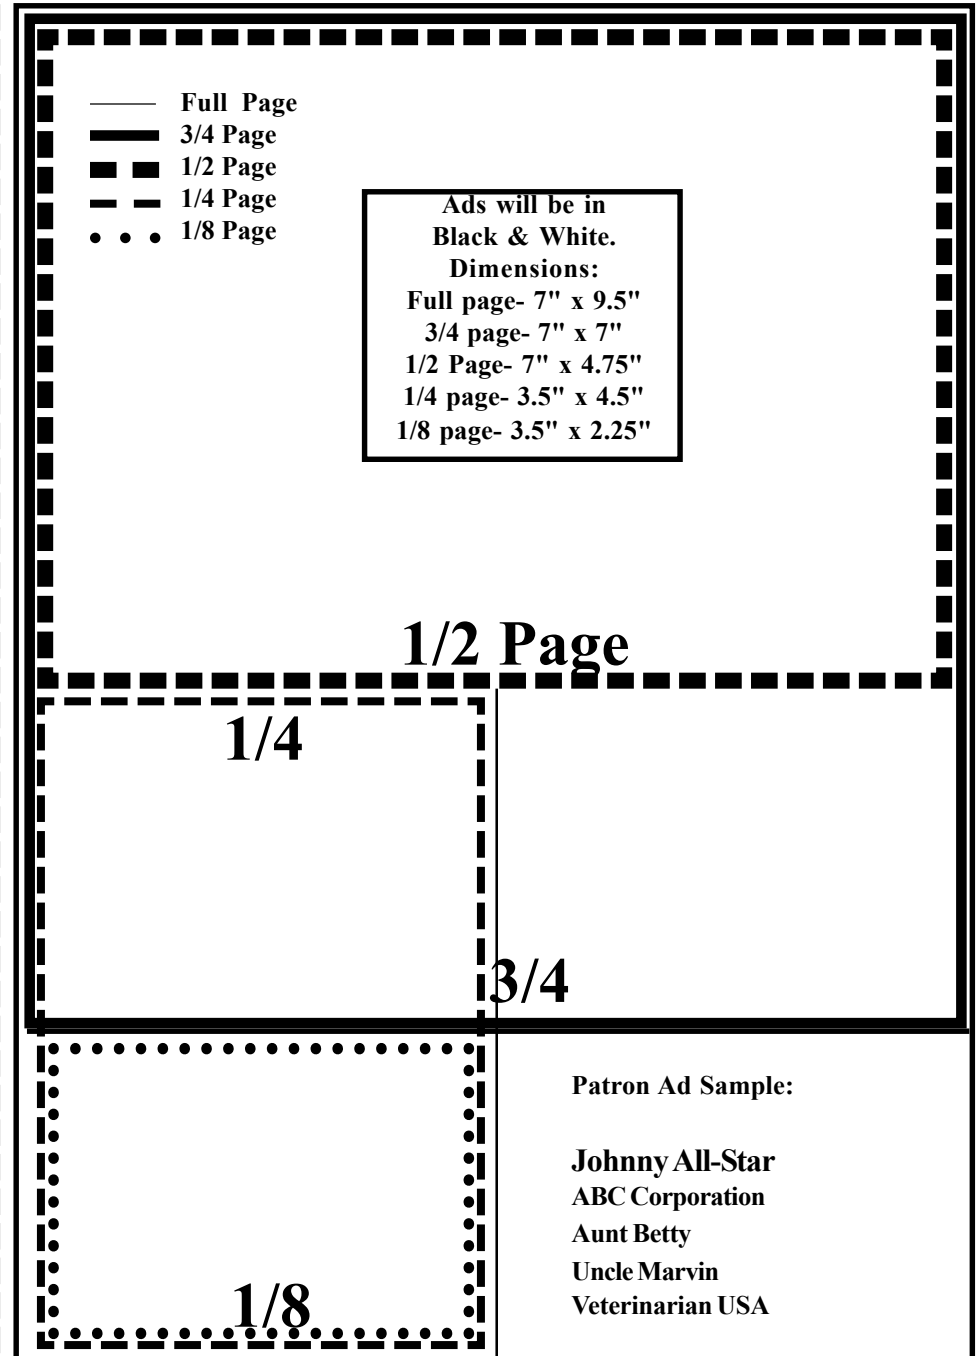 Full Page
3/4 Page
1/2 Page
1/4 Page
1/8 Page
Ads will be in
Black & White.
Dimensions:
Full page- 7" x 9.5"
3/4 page- 7" x 7"
1/2 Page- 7" x 4.75"
1/4 page- 3.5" x 4.5"
1/8 page- 3.5" x 2.25"
1/2 Page
1/4
3/4
Patron Ad Sample:
Johnny All-Star
ABC Corporation
Aunt Betty
Uncle Marvin
Veterinarian USA
1/8